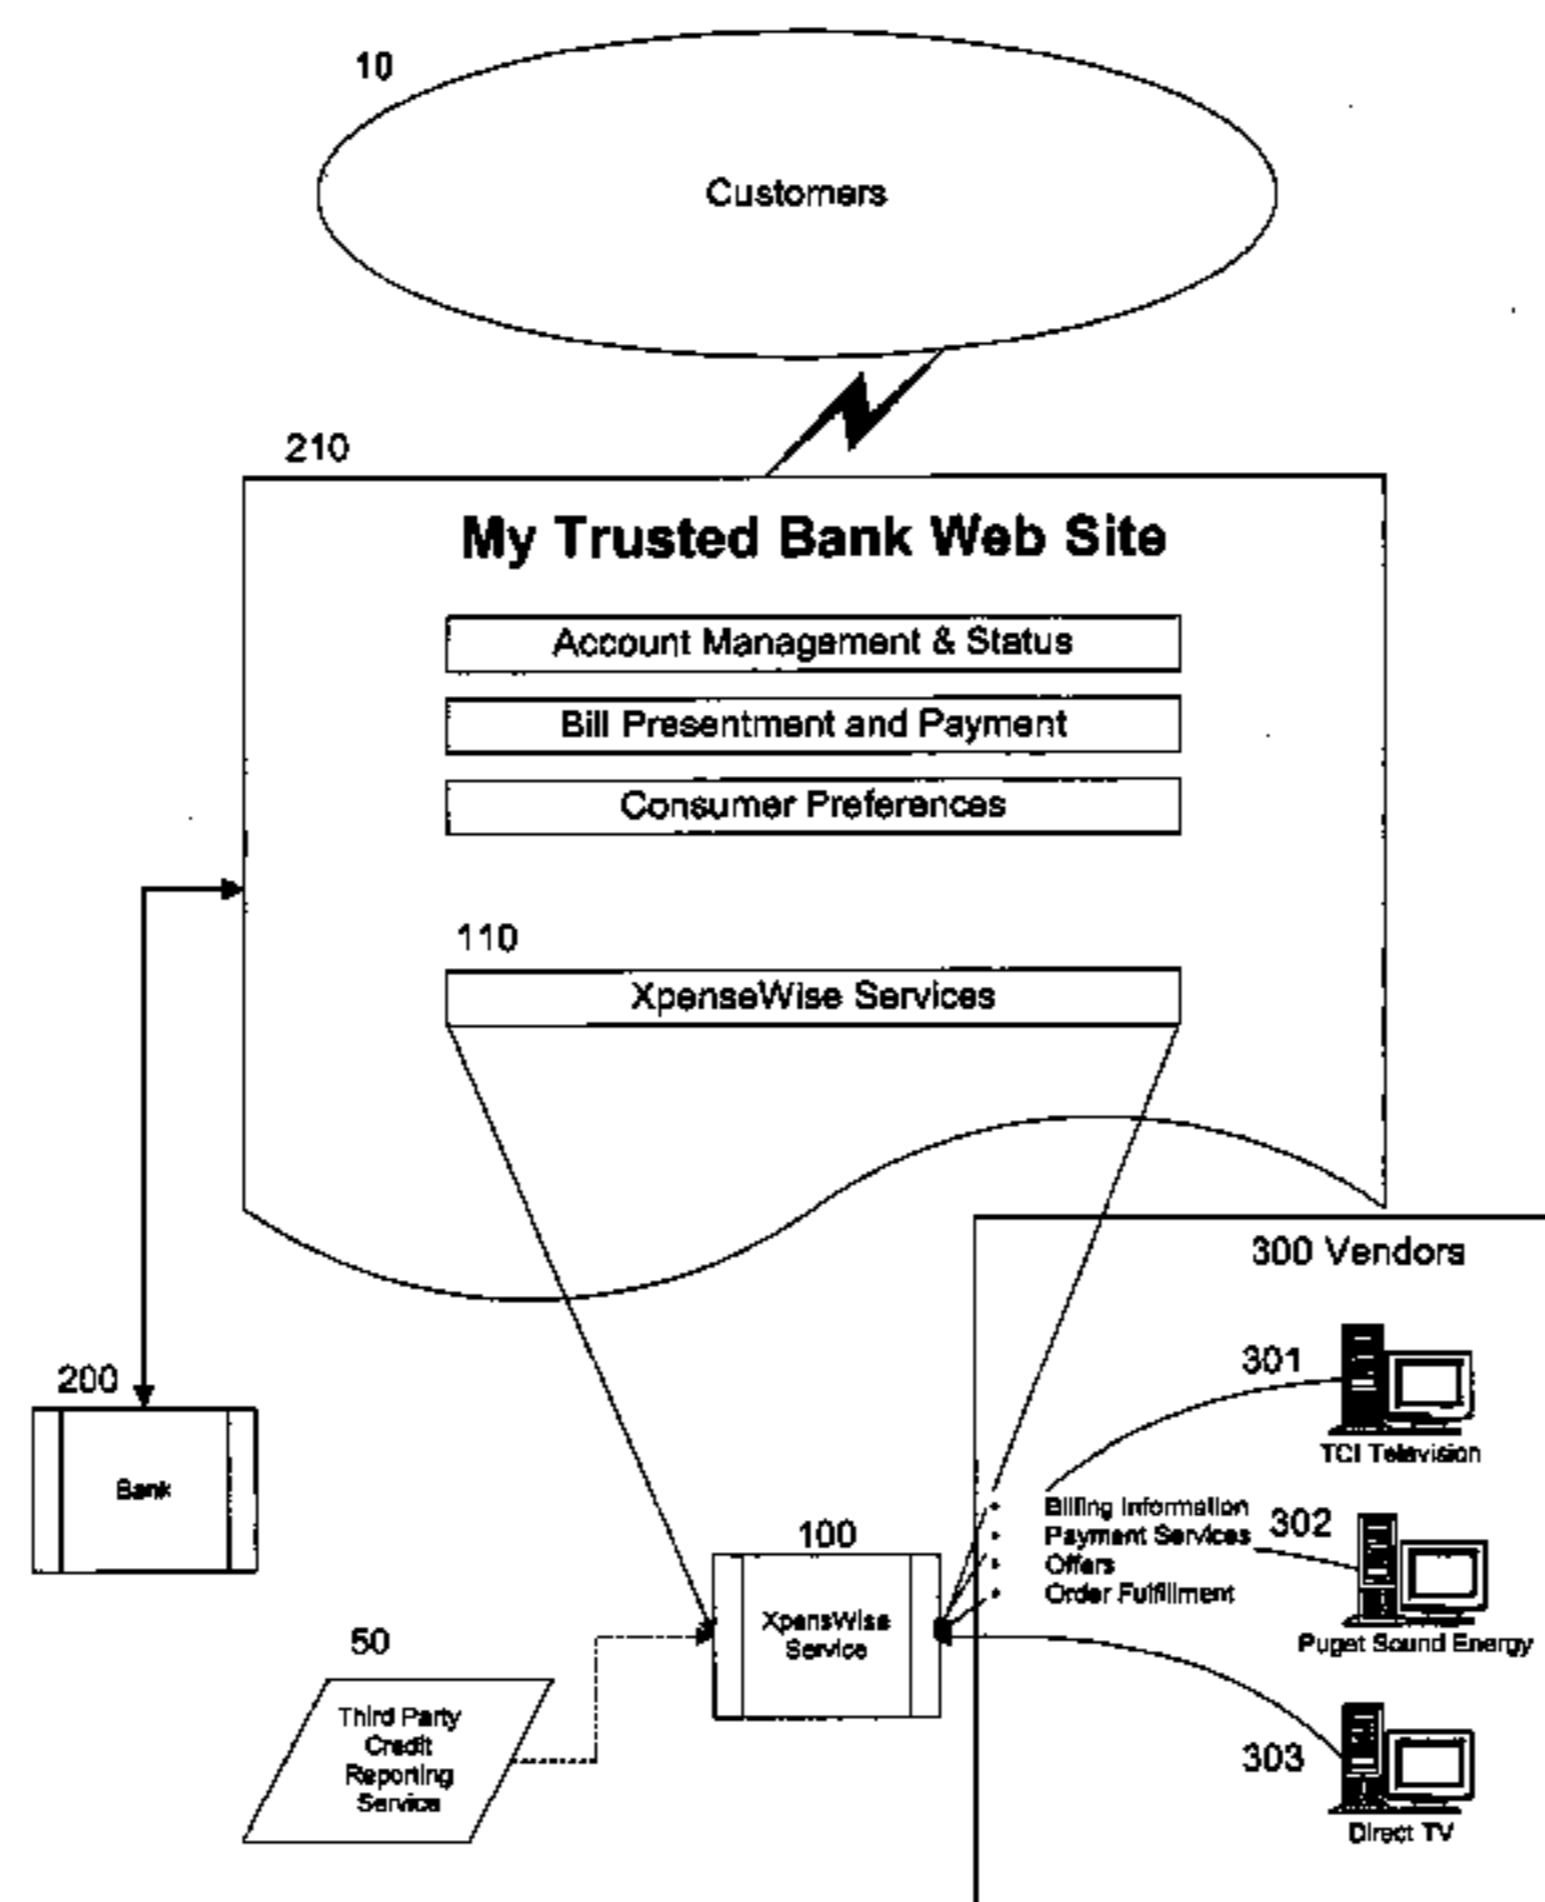 10
Customers
210
My Trusted Bank Web Site
Account Management & Status
Bill Presentment and Payment
Consumer Preferences
110
XpenseWise Services
300 Vendors
301
TCI Television
200
Bank
• Billing Information
• Payment Services
• Offers
• Order Fulfillment
302
Puget Sound Energy
100
XpensWise
Service
50
Third Party
Credit
Reporting
Service
303
Direct TV